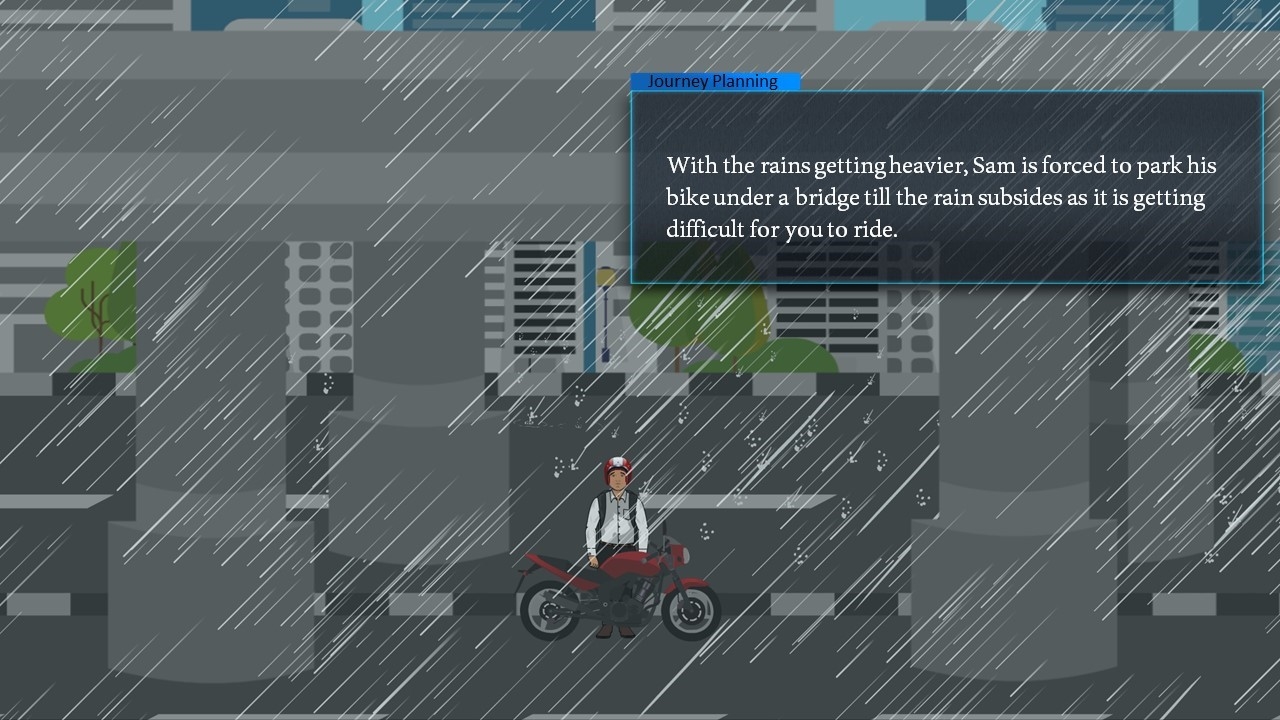 Journey Planning
With the rains getting heavier, Sam is forced to park his
bike under a bridge till the rain subsides as it is getting
difficult for you to ride.